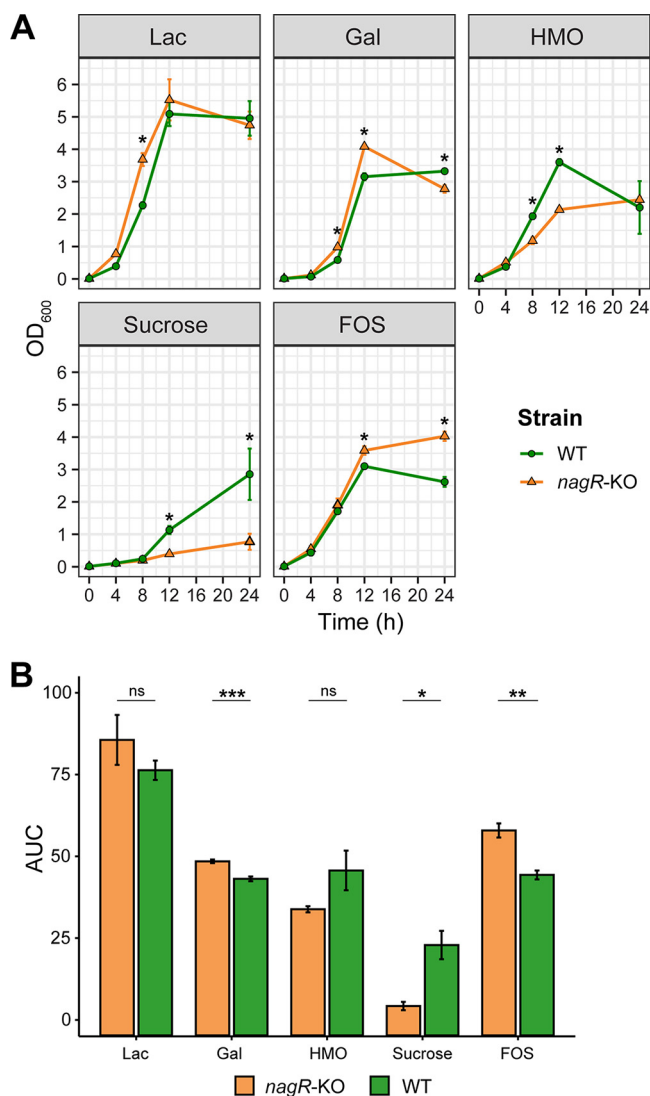 A
Lac Gal HMO
6
5
4
3
2
1
0
* * * * * *
0 4 8 12 16 20 24
Sucrose FOS
OD600
6
5
4
3
2
1
0
* * * *
0 4 8 12 16 20 24 0 4 8 12 16 20 24
Time (h)
Strain
WT
nagR-KO
B
100
75
50
25
0
AUC
ns *** ns * **
Lac Gal HMO Sucrose FOS
nagR-KO WT